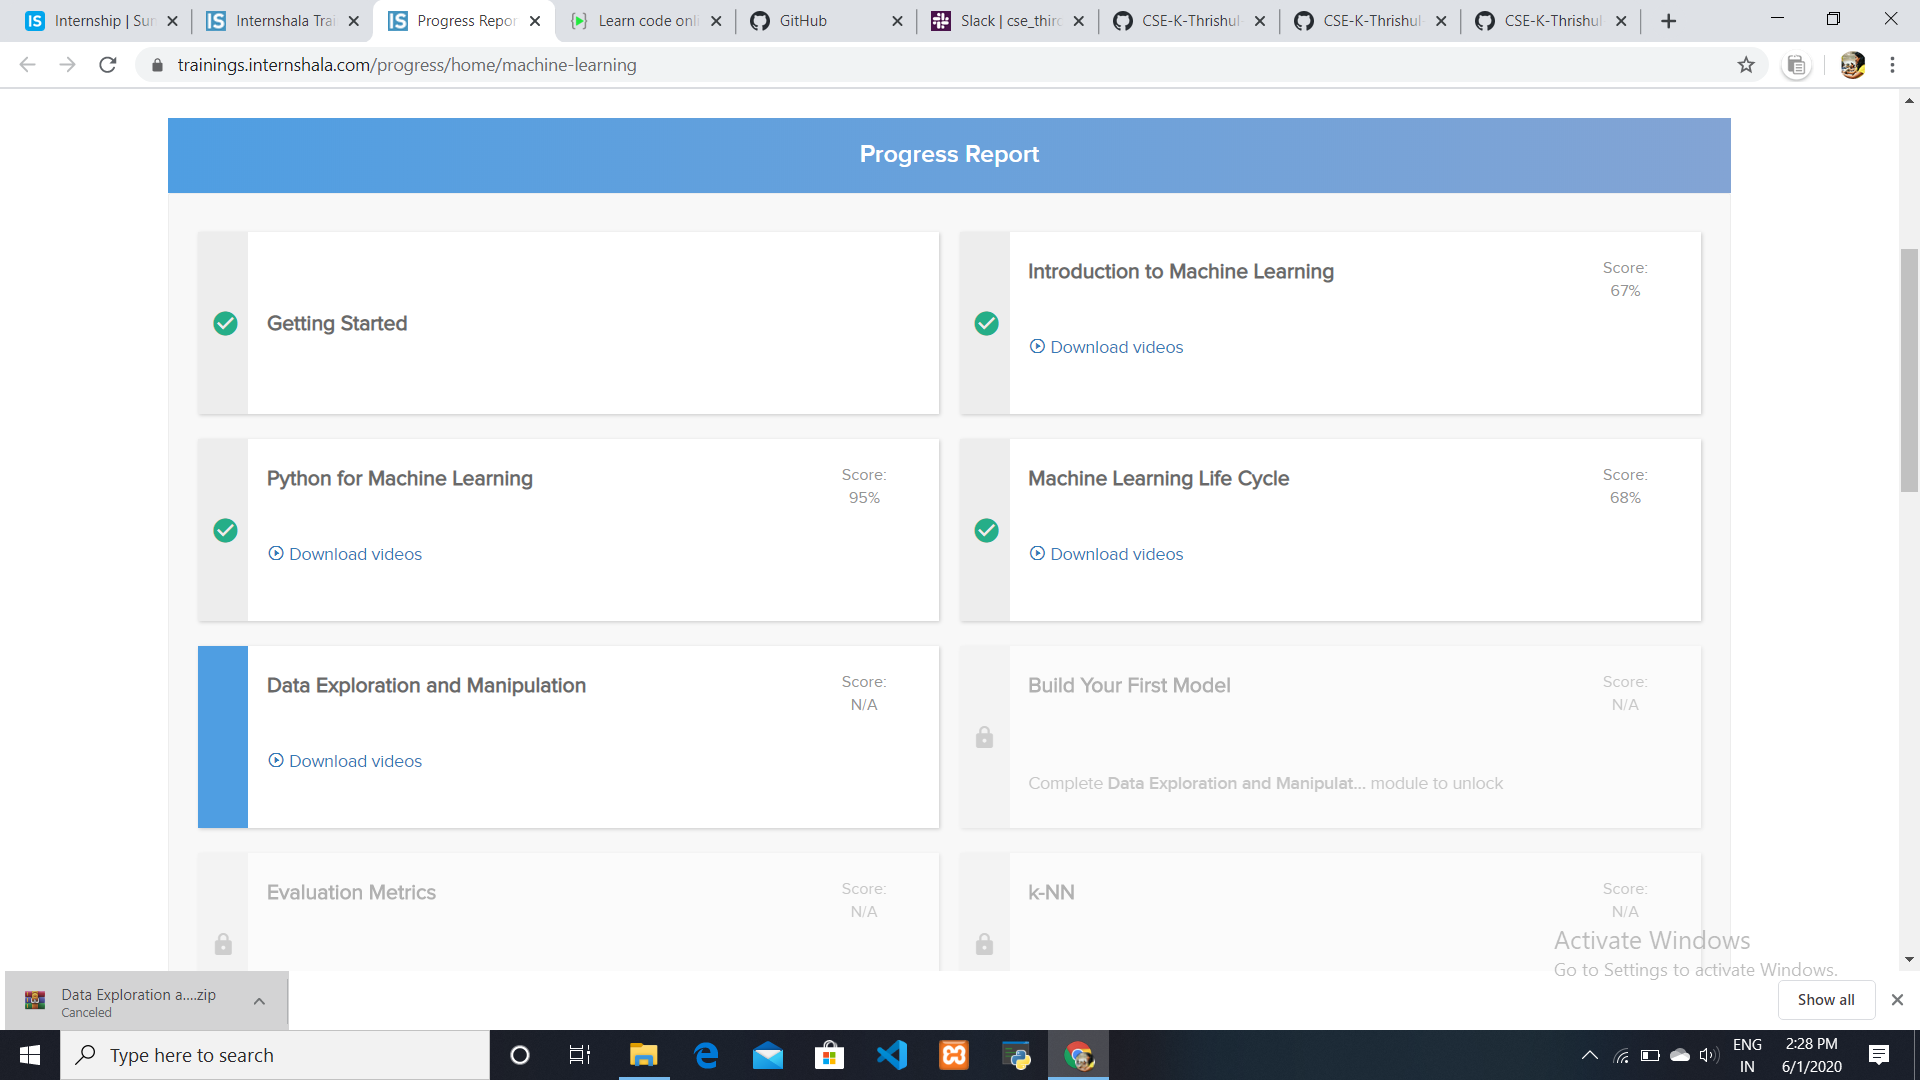 Internship | Sun
Internshala Trai
Progress Repor
Learn code onli
GitHub
Slack | cse_third
CSE-K-Thrishul
CSE-K-Thrishul
CSE-K-Thrishul
trainings.internshala.com/progress/home/machine-learning
Progress Report
Getting Started
Introduction to Machine Learning
Score:
67%
Download videos
Python for Machine Learning
Score:
95%
Download videos
Machine Learning Life Cycle
Score:
68%
Download videos
Data Exploration and Manipulation
Score:
N/A
Download videos
Build Your First Model
Score:
N/A
Complete Data Exploration and Manipulat... module to unlock
Evaluation Metrics
Score:
N/A
k-NN
Score:
N/A
Activate Windows
Go to Settings to activate Windows.
Data Exploration a....zip
Canceled
Show all
Type here to search
ENG
IN
2:28 PM
6/1/2020